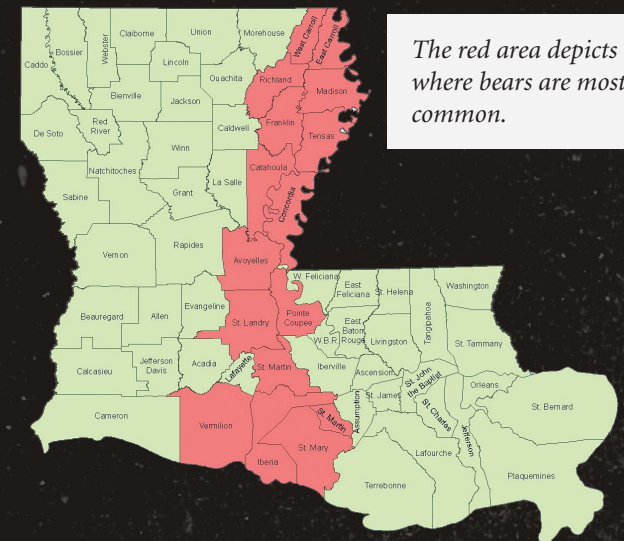 The red area depicts
where bears are most
common.
Caddo
Bossier
Webster
Claiborne
Union
Morehouse
West Carroll
East Carroll
Lincoln
Ouachita
Richland
Madison
Bienville
Jackson
De Soto
Red
River
Caldwell
Franklin
Tensas
Winn
Natchitoches
Catahoula
La Salle
Sabine
Grant
Concordia
Vernon
Rapides
Avoyelles
W. Feliciana
East
Feliciana
St. Helena
Tangipahoa
Washington
Beauregard
Allen
Evangeline
St. Landry
Pointe
Coupee
East
Baton
Rouge
W.B.R.
Livingston
St. Tammany
Calcasieu
Jefferson
Davis
Acadia
Lafayette
St. Martin
Iberville
Ascension
St. John
the Baptist
Orleans
St. Bernard
Cameron
Vermilion
St. Martin
Assumption
St. James
St. Charles
Jefferson
Iberia
St. Mary
Lafourche
Terrebonne
Plaquemines